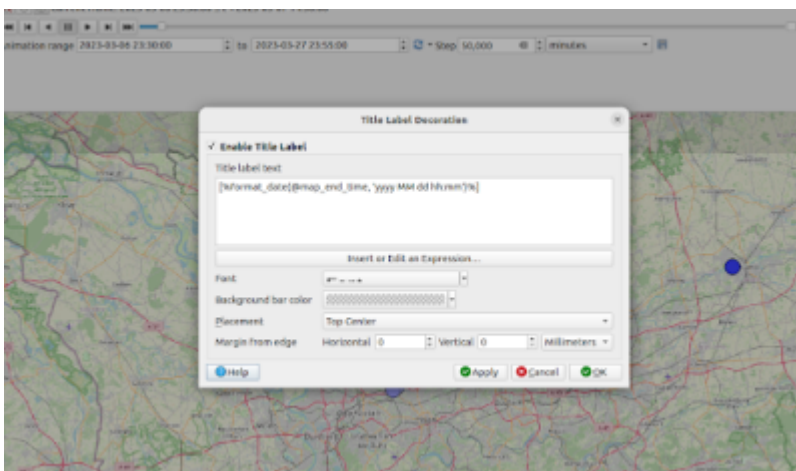 Animation range 2023-03-06 23:30:00 to 2023-03-27 23:55:00 Step 50,000 minutes
Title Label Decoration
Enable Title Label
Title label text
[%format_date(@map_end_time, 'yyyy MM dd hh:mm')%]
Insert or Edit an Expression...
Font
Background bar color
Placement Top Center
Margin from edge Horizontal 0 Vertical 0 Millimeters
Help Apply Cancel OK